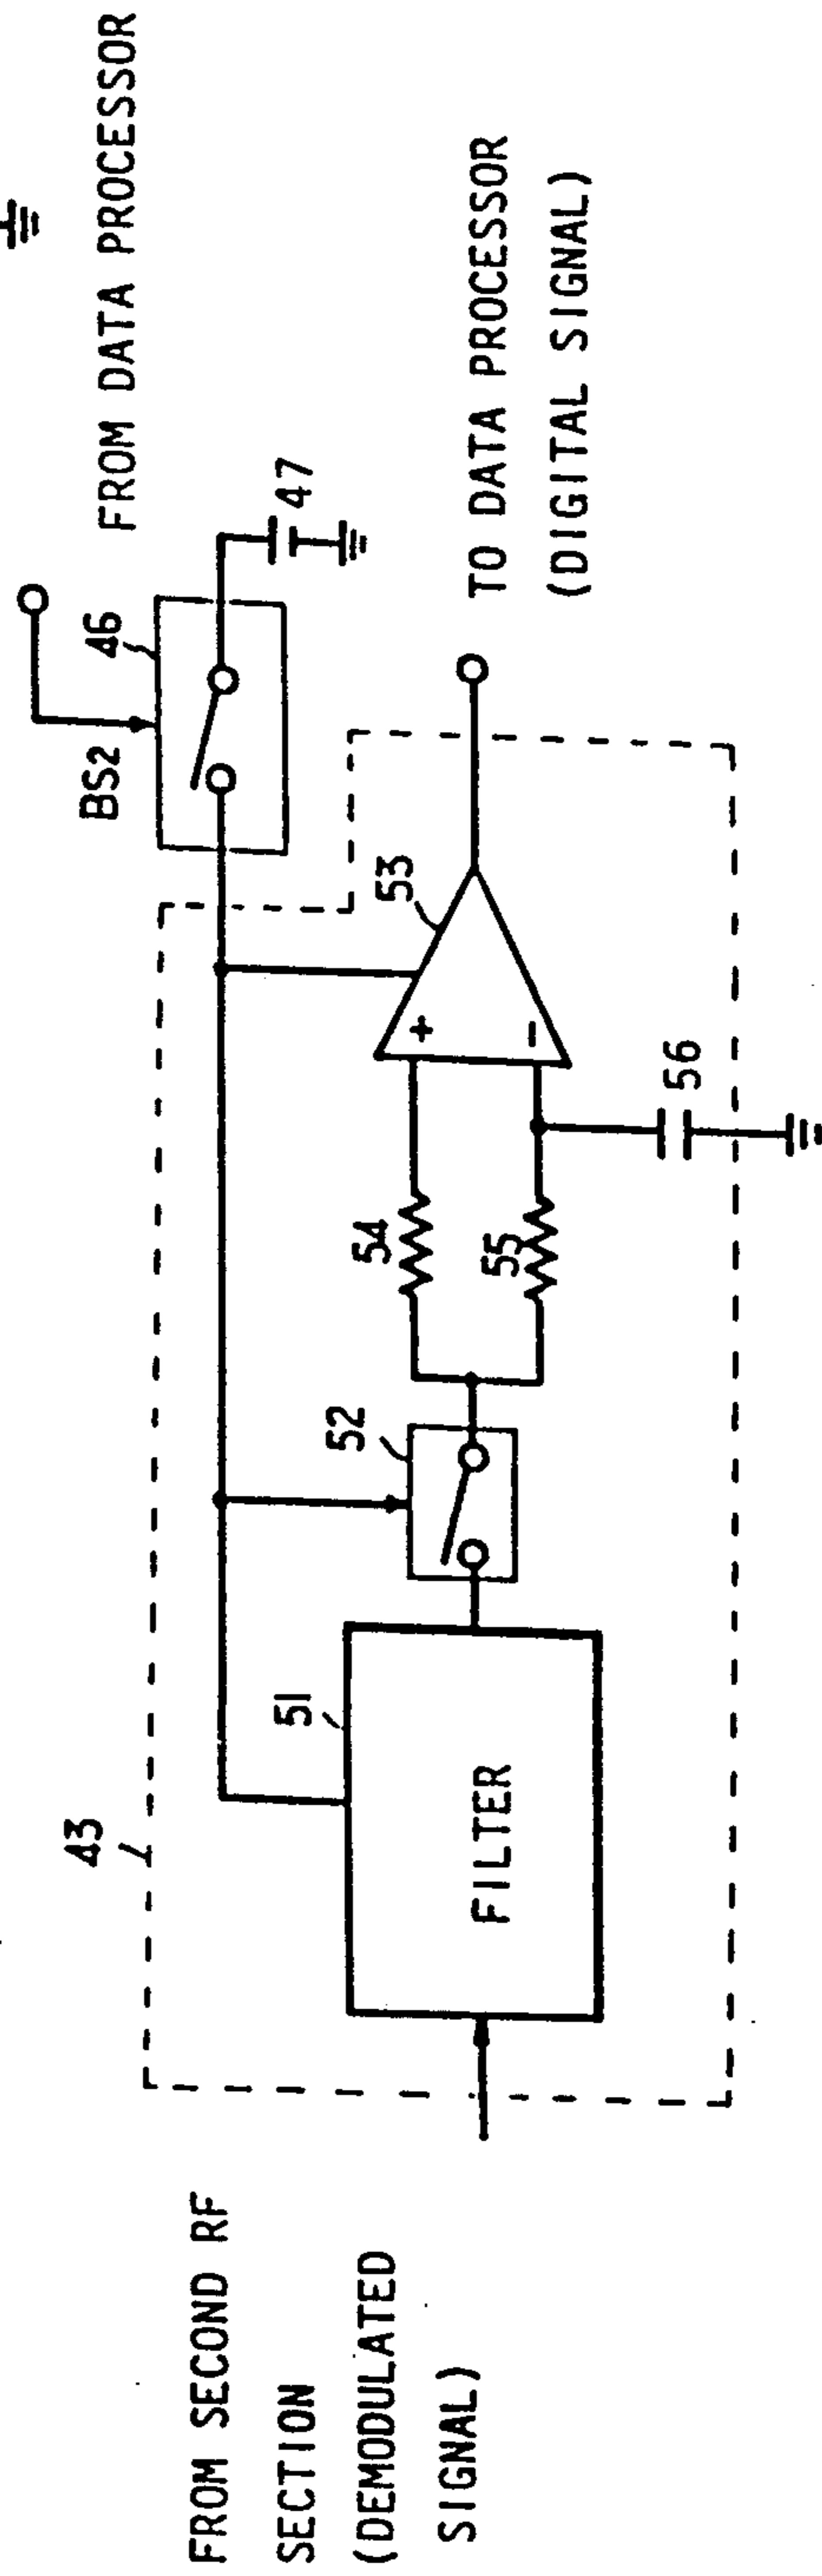 FROM DATA PROCESSOR
BS2
46
47
43
53
TO DATA PROCESSOR
(DIGITAL SIGNAL)
51
52
54
+
FILTER
55
−
56
FROM SECOND RF
SECTION
(DEMODULATED
SIGNAL)